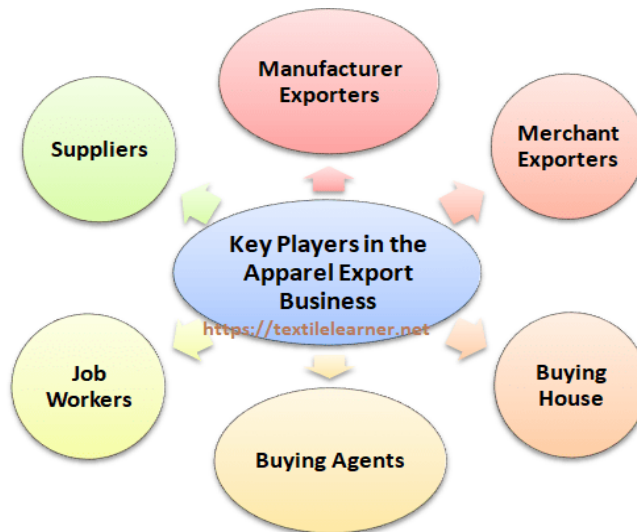 Manufacturer
Exporters
Suppliers
Merchant
Exporters
Key Players in the
Apparel Export
Business
https://textilelearner.net
Job
Workers
Buying
House
Buying Agents